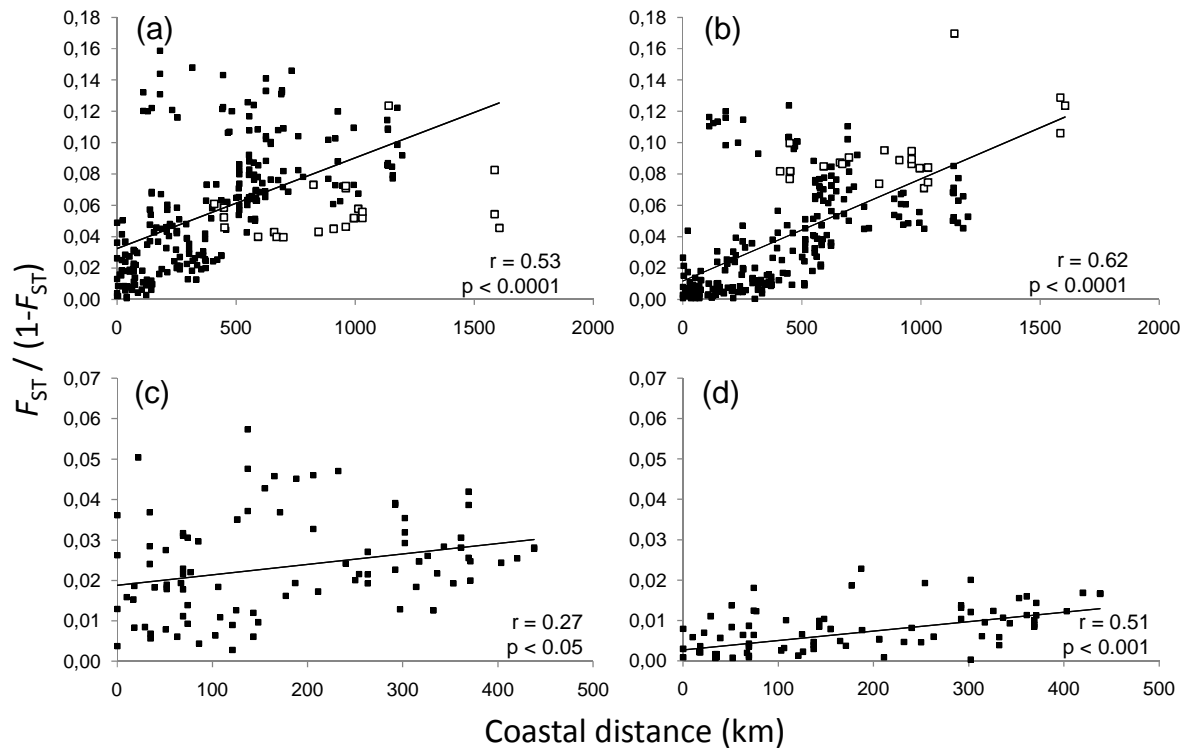 (a)
0,18
0,16
0,14
0,12
0,10
0,08
0,06
0,04
0,02
0,00
r = 0.53
p < 0.0001
0 500 1000 1500 2000
(b)
0,18
0,16
0,14
0,12
0,10
0,08
0,06
0,04
0,02
0,00
r = 0.62
p < 0.0001
0 500 1000 1500 2000
FST / (1-FST)
(c)
0,07
0,06
0,05
0,04
0,03
0,02
0,01
0,00
r = 0.27
p < 0.05
0 100 200 300 400 500
(d)
0,07
0,06
0,05
0,04
0,03
0,02
0,01
0,00
r = 0.51
p < 0.001
0 100 200 300 400 500
Coastal distance (km)